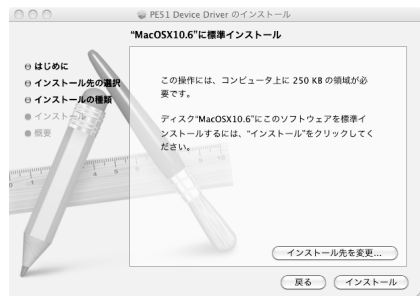 PE51 Device Driver のインストール
"MacOSX10.6"に標準インストール
はじめに
インストール先の選択
インストールの種類
インストール
概要
この操作には、コンピュータ上に 250 KB の領域が必
要です。
ディスク"MacOSX10.6"にこのソフトウェアを標準イ
ンストールするには、"インストール"をクリックしてく
ださい。
インストール先を変更...
戻る
インストール